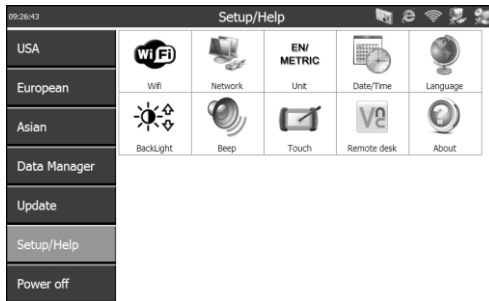 09:26:43
Setup/Help
USA
European
Asian
Data Manager
Update
Setup/Help
Power off
WiFi
EN/
METRIC
Wifi
Network
Unit
Date/Time
Language
V2
BackLight
Beep
Touch
Remote desk
About